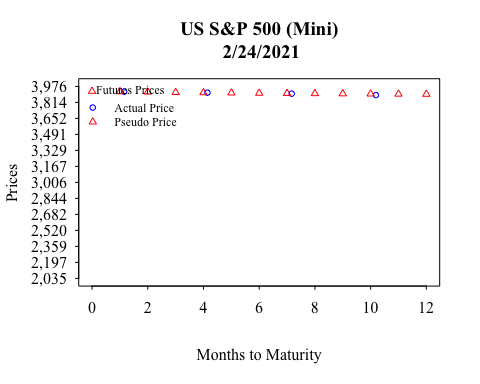 US S&P 500 (Mini)
2/24/2021
Prices
3,976
3,814
3,652
3,491
3,329
3,167
3,006
2,844
2,682
2,520
2,359
2,197
2,035
Futures Prices
Actual Price
Pseudo Price
0 2 4 6 8 10 12
Months to Maturity